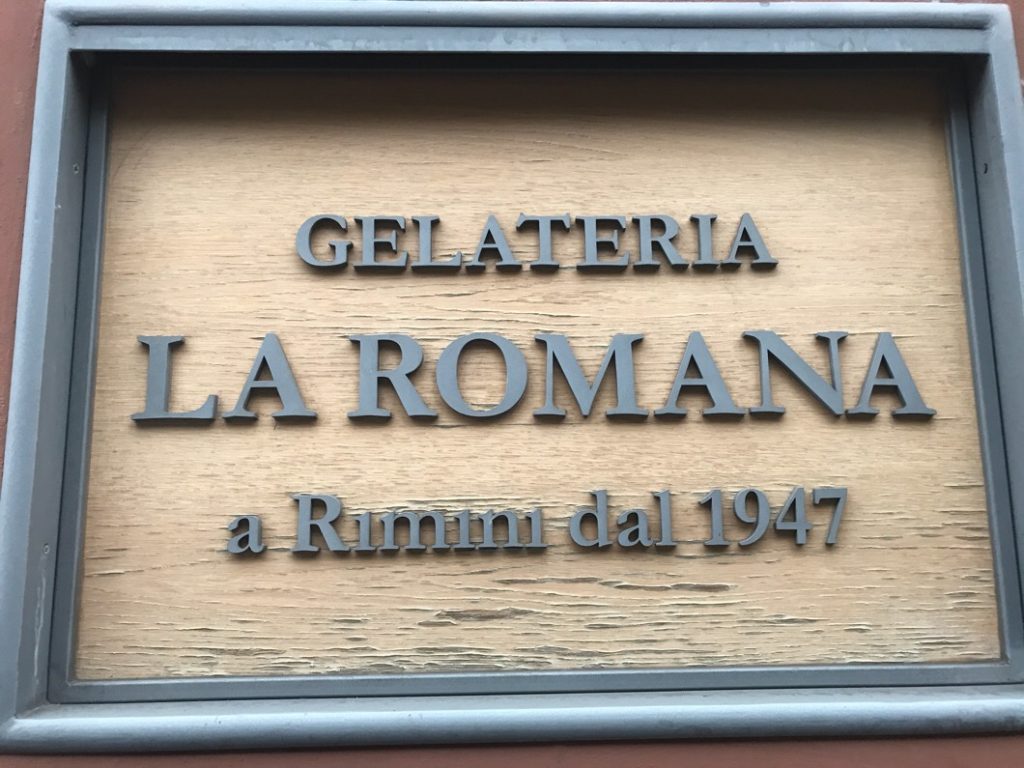 GELATERIA
LA ROMANA
a Rimini dal 1947